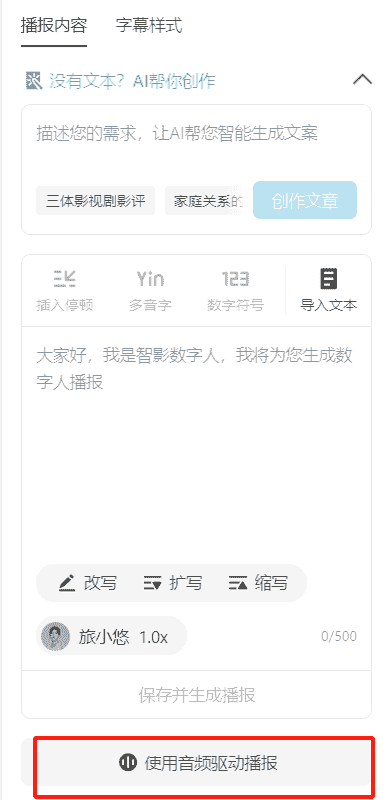 播报内容 字幕样式
没有文本？AI帮你创作
描述您的需求，让AI帮您智能生成文案
三体影视剧影评 家庭关系的 创作文章
插入停顿 多音字 数字符号 导入文本
大家好，我是智影数字人，我将为您生成数
字人播报
改写 扩写 缩写
旅小悠 1.0x 0/500
保存并生成播报
使用音频驱动播报